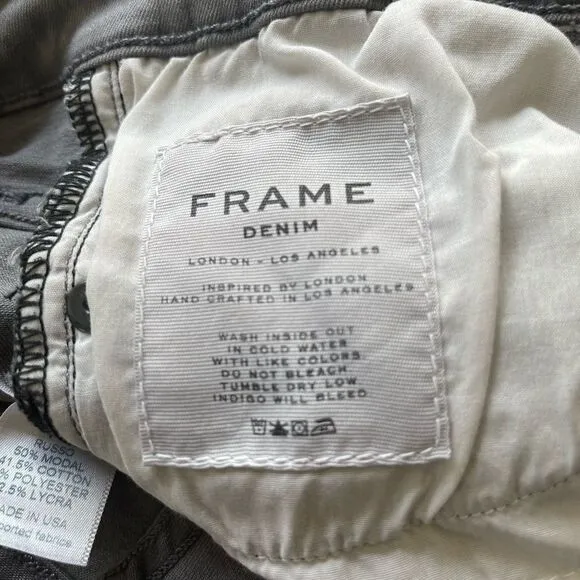 FRAME
DENIM
LONDON - LOS ANGELES
INSPIRED BY LONDON
HAND CRAFTED IN LOS ANGELES
WASH INSIDE OUT
IN COLD WATER
WITH LIKE COLORS.
DO NOT BLEACH
TUMBLE DRY LOW
INDIGO WILL BLEED
RUSSO
50% MODAL
41.5% COTTON
% POLYESTER
2.5% LYCRA
MADE IN USA
ported fabrics